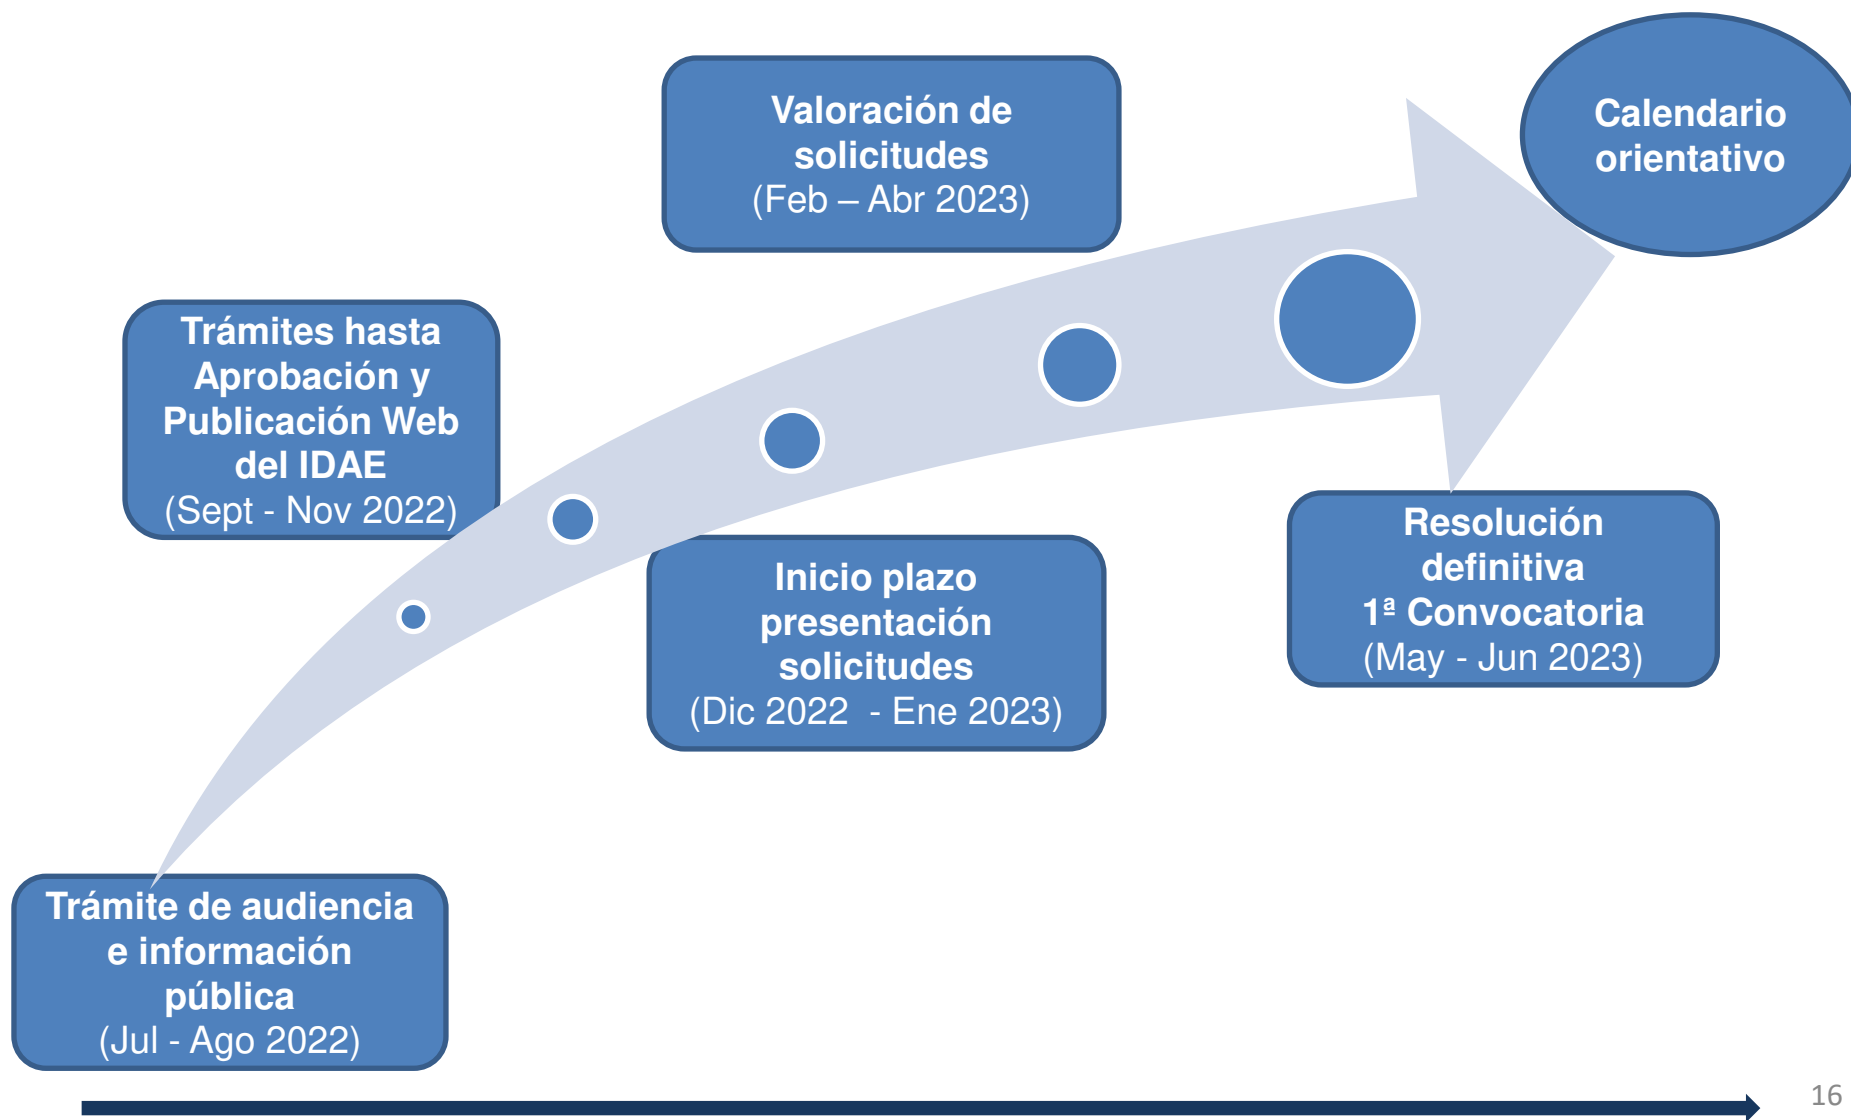 Calendario
orientativo
Valoración de
solicitudes
(Feb – Abr 2023)
Trámites hasta
Aprobación y
Publicación Web
del IDAE
(Sept - Nov 2022)
Inicio plazo
presentación
solicitudes
(Dic 2022  - Ene 2023)
Resolución
definitiva
1ª Convocatoria
(May - Jun 2023)
Trámite de audiencia
e información
pública
(Jul - Ago 2022)
16